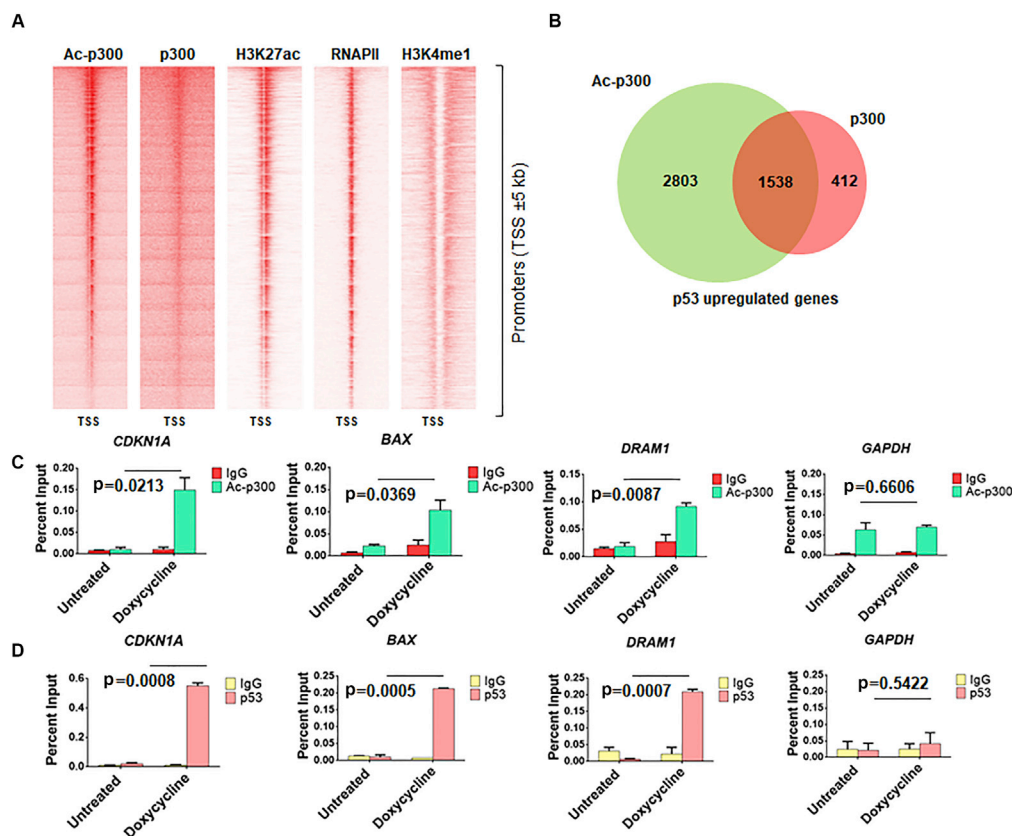 A
Ac-p300 p300 H3K27ac RNAPII H3K4me1
Promoters (TSS ±5 kb)
TSS TSS TSS TSS TSS
B
Ac-p300
p300
2803 1538 412
p53 upregulated genes
C
CDKN1A
Percent Input
0.20
0.15
0.10
0.05
0.00
p=0.0213
IgG
Ac-p300
Untreated
Doxycycline
BAX
Percent Input
0.20
0.15
0.10
0.05
0.00
p=0.0369
IgG
Ac-p300
Untreated
Doxycycline
DRAM1
Percent Input
0.15
0.10
0.05
0.00
p=0.0087
IgG
Ac-p300
Untreated
Doxycycline
GAPDH
Percent Input
0.20
0.15
0.10
0.05
0.00
p=0.6606
IgG
Ac-p300
Untreated
Doxycycline
D
CDKN1A
Percent Input
0.6
0.4
0.2
0.0
p=0.0008
IgG
p53
Untreated
Doxycycline
BAX
Percent Input
0.25
0.20
0.15
0.10
0.05
0.00
p=0.0005
IgG
p53
Untreated
Doxycycline
DRAM1
Percent Input
0.25
0.20
0.15
0.10
0.05
0.00
p=0.0007
IgG
p53
Untreated
Doxycycline
GAPDH
Percent Input
0.25
0.20
0.15
0.10
0.05
0.00
p=0.5422
IgG
p53
Untreated
Doxycycline